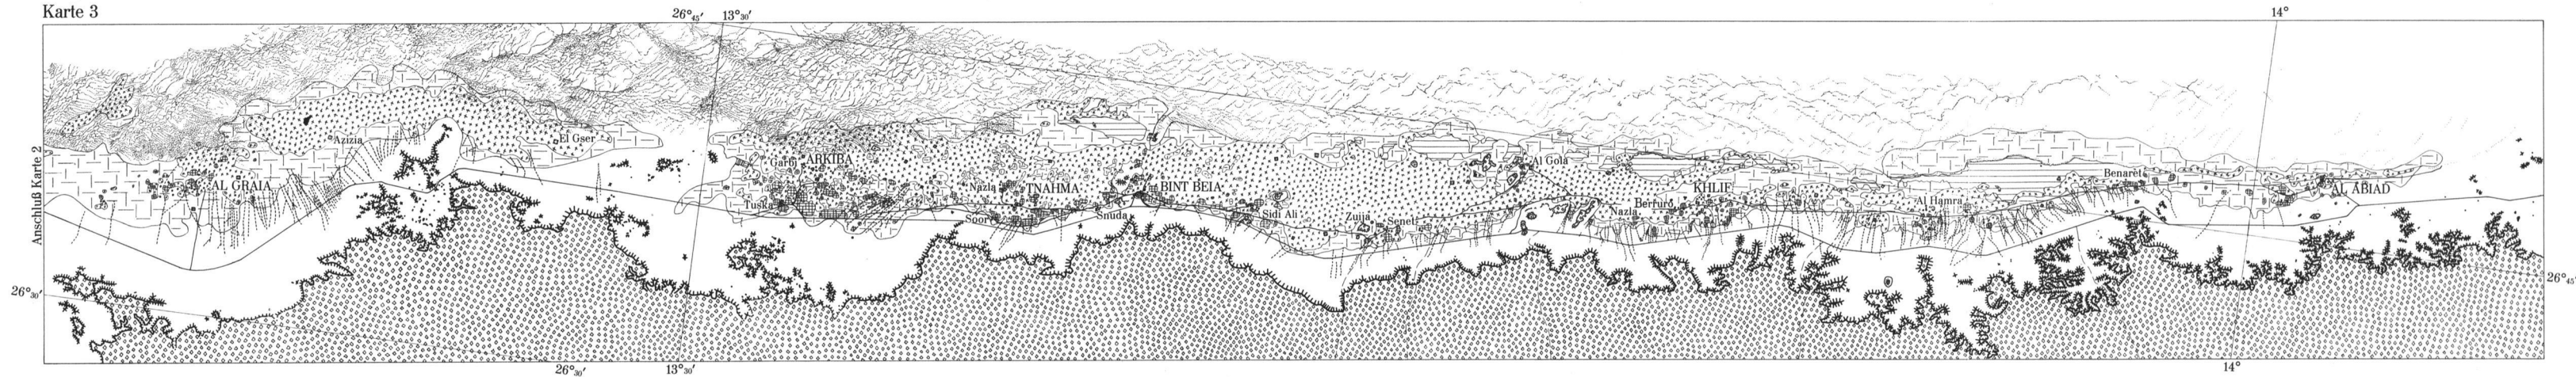 Karte 3
26°45′
13°30′
14°
Anschluß Karte 2
Azizia
El Gser
AL GRAIA
Garbi
ARKIBA
Tuska
Nazla
TNAHMA
Soor
Snuda
BINT BEIA
Sidi Ali
Zuija
Senet
Al Gola
Nazla
Berfuro
KHLIF
Al Hamra
Benaret
AL ABIAD
26°30′
26°45′
26°30′
13°30′
14°